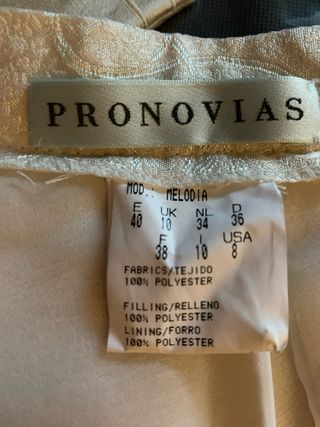 PRONOVIAS
MOD.: MELODIA
E UK NL D
40 10 34 36
F I USA
38 10 8
FABRICS/TEJIDO
100% POLYESTER
FILLING/RELLENO
100% POLYESTER
LINING/FORRO
100% POLYESTER